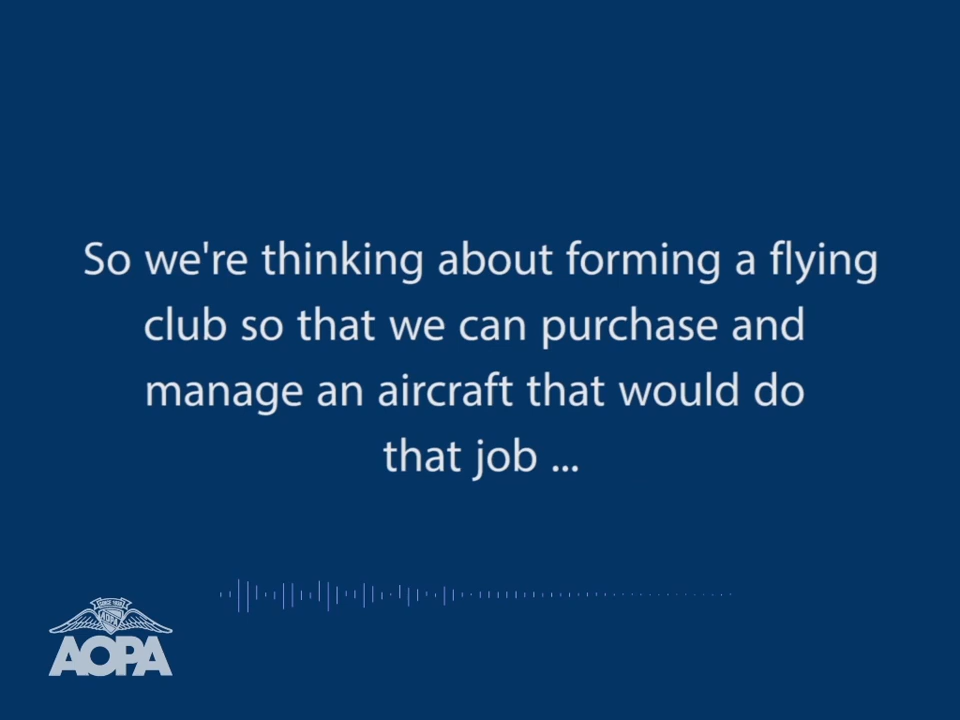 So we're thinking about forming a flying
club so that we can purchase and
manage an aircraft that would do
that job ...
AOPA